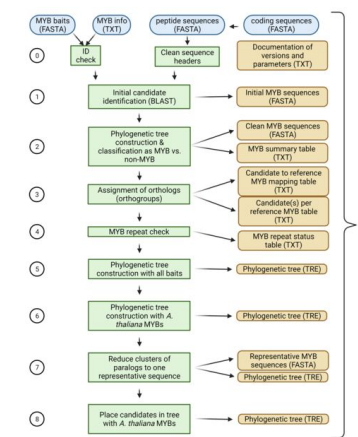 MYB baits
(FASTA)
MYB info
(TXT)
peptide sequences
(FASTA)
coding sequences
(FASTA)
0
ID
check
Clean sequence
headers
Documentation of
versions and
parameters (TXT)
1
Initial candidate
identification (BLAST)
Initial MYB sequences
(FASTA)
2
Phylogenetic tree
construction &
classification as MYB vs.
non-MYB
Clean MYB sequences
(FASTA)
MYB summary table
(TXT)
3
Assignment of orthologs
(orthogroups)
Candidate to reference
MYB mapping table
(TXT)
Candidate(s) per
reference MYB table
(TXT)
4
MYB repeat check
MYB repeat status
table (TXT)
5
Phylogenetic tree
construction with all baits
Phylogenetic tree (TRE)
6
Phylogenetic tree
construction with A.
thaliana MYBs
Phylogenetic tree (TRE)
7
Reduce clusters of
paralogs to one
representative sequence
Representative MYB
sequences (FASTA)
Phylogenetic tree (TRE)
8
Place candidates in tree
with A. thaliana MYBs
Phylogenetic tree (TRE)